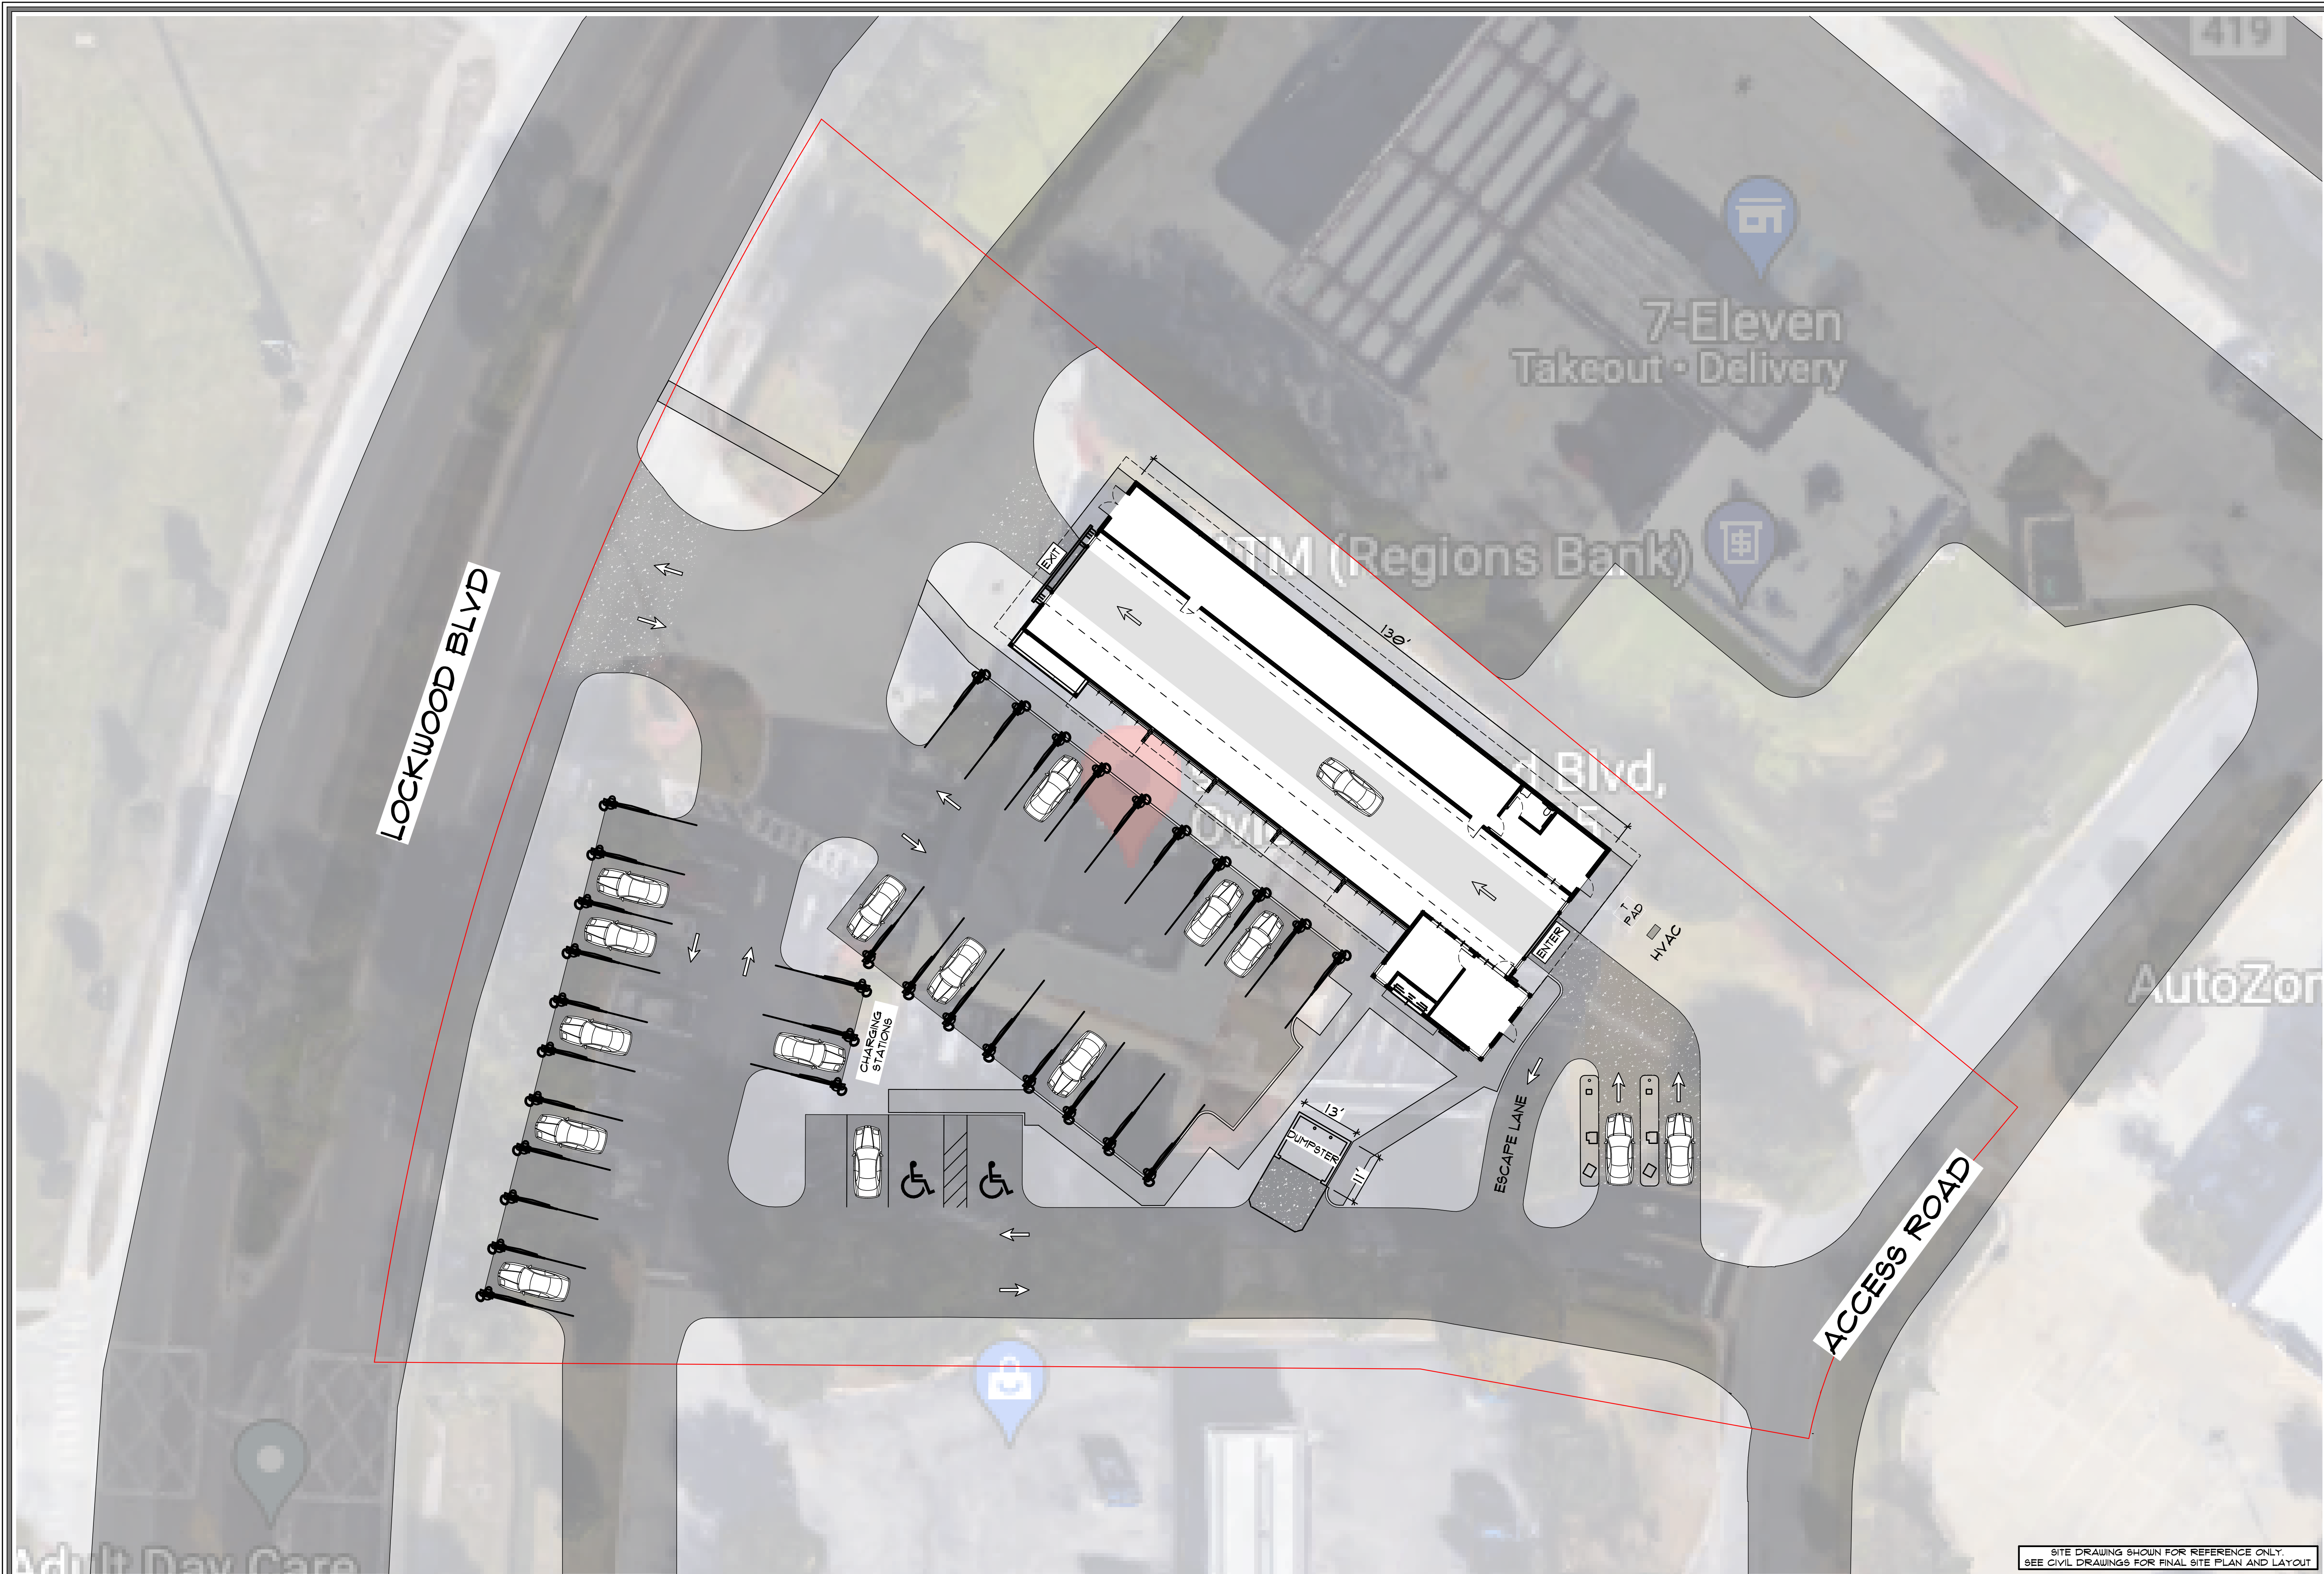 419
7-Eleven
Takeout • Delivery
EXIT
(Regions Bank)
130'
LOCKWOOD BLVD
d Blvd,
PAD
HVAC
ENTER
AutoZon
CHARGING
STATIONS
13'
DUMPSTER
11'
ESCAPE LANE
ACCESS ROAD
Adult Day Care
SITE DRAWING SHOWN FOR REFERENCE ONLY.
SEE CIVIL DRAWINGS FOR FINAL SITE PLAN AND LAYOUT